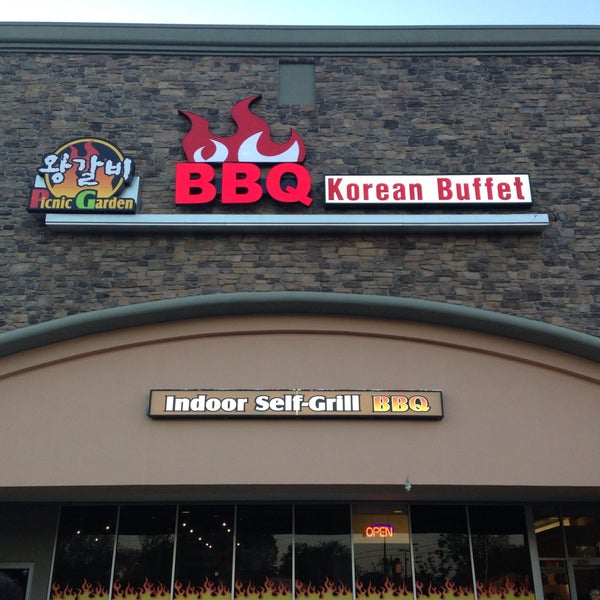 왕갈비
Picnic Garden
BBQ
Korean Buffet
Indoor Self-Grill BBQ
OPEN